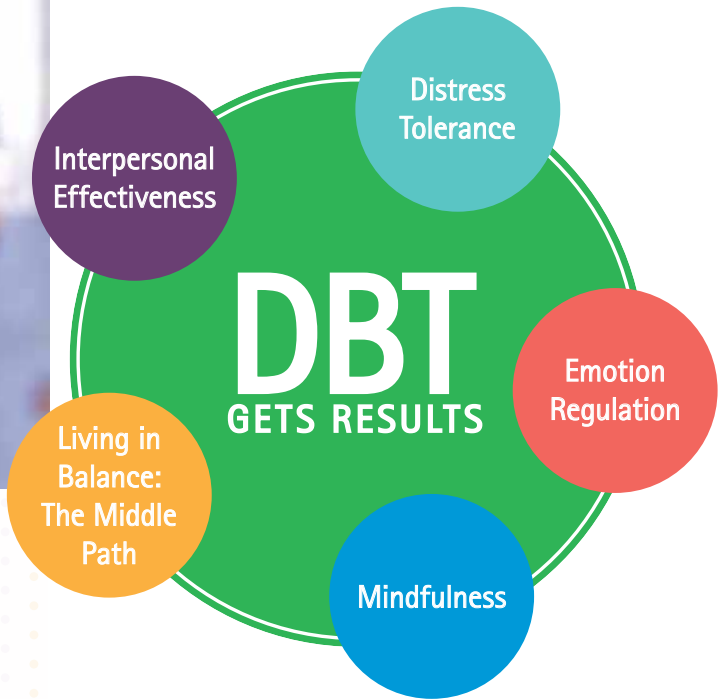 Distress
Tolerance
Interpersonal
Effectiveness
DBT
GETS RESULTS
Emotion
Regulation
Living in
Balance:
The Middle
Path
Mindfulness